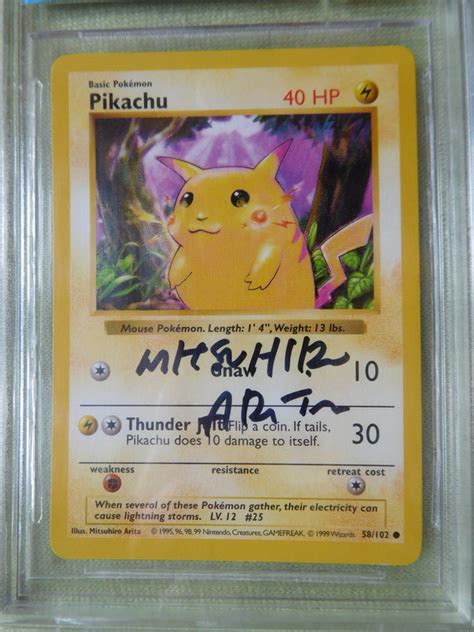 Basic Pokémon
Pikachu 40 HP
Mouse Pokémon. Length: 1' 4", Weight: 13 lbs.
MITSUHIRO
Gnaw 10
ARITA
Thunder Jolt Flip a coin. If tails,
Pikachu does 10 damage to itself. 30
weakness resistance retreat cost
When several of these Pokémon gather, their electricity can
cause lightning storms. LV. 12 #25
Illus. Mitsuhiro Arita © 1995, 96, 98, 99 Nintendo, Creatures, GAMEFREAK. © 1999 Wizards. 58/102